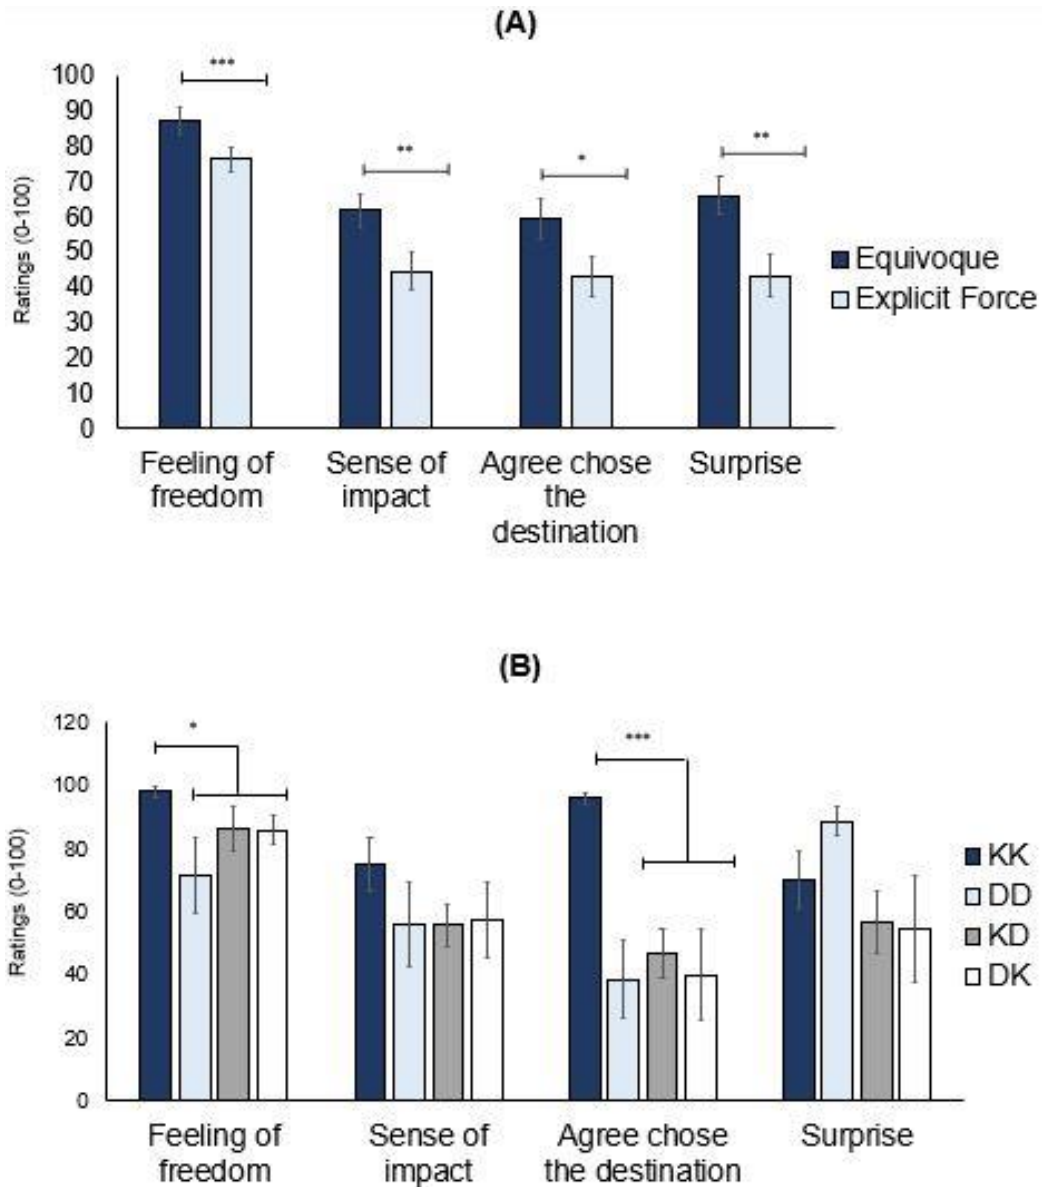 (A)
***
**
*
**
100
90
80
70
60
50
40
30
20
10
0
Ratings (0-100)
Equivoque
Explicit Force
Feeling of
freedom
Sense of
impact
Agree chose
the
destination
Surprise
(B)
*
***
120
100
80
60
40
20
0
Ratings (0-100)
KK
DD
KD
DK
Feeling of
freedom
Sense of
impact
Agree chose
the destination
Surprise